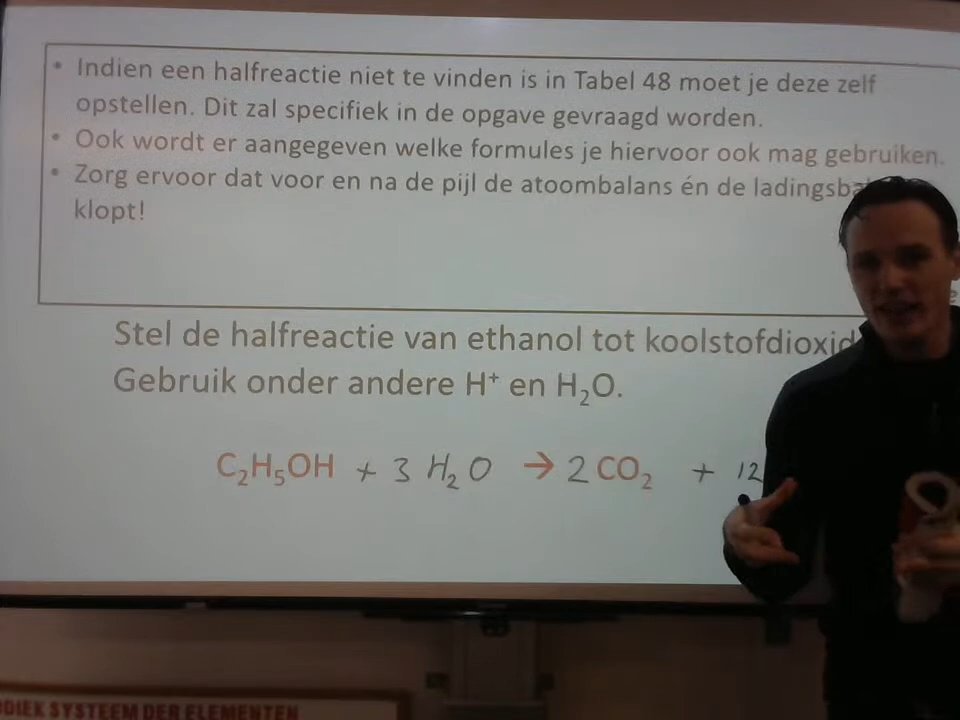 • Indien een halfreactie niet te vinden is in Tabel 48 moet je deze zelf
opstellen. Dit zal specifiek in de opgave gevraagd worden.
• Ook wordt er aangegeven welke formules je hiervoor ook mag gebruiken.
• Zorg ervoor dat voor en na de pijl de atoombalans én de
klopt!
Stel de halfreactie van ethanol tot
Gebruik onder andere H⁺ en H₂O.
C₂H₅OH + 3 H₂O → 2 CO₂ + 12
SYSTEEM DER ELEMENTEN